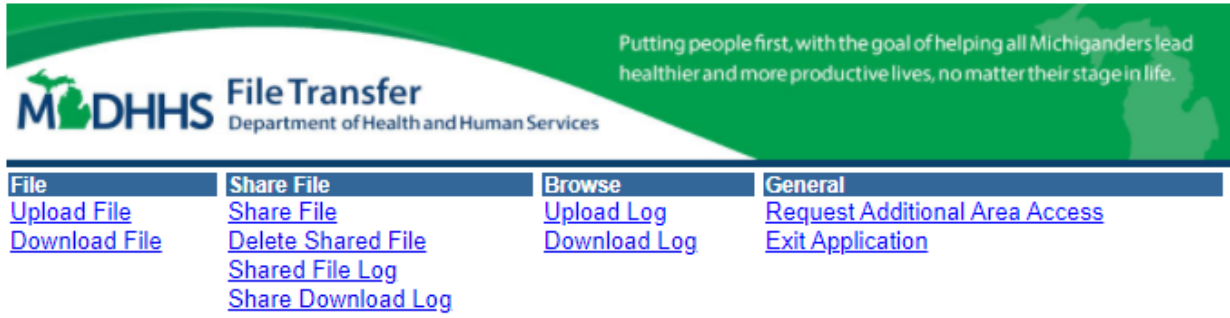 Putting people first, with the goal of helping all Michiganders lead
healthier and more productive lives, no matter their stage in life.
MDHHS File Transfer
Department of Health and Human Services
File Share File Browse General
Upload File Share File Upload Log Request Additional Area Access
Download File Delete Shared File Download Log Exit Application
Shared File Log
Share Download Log